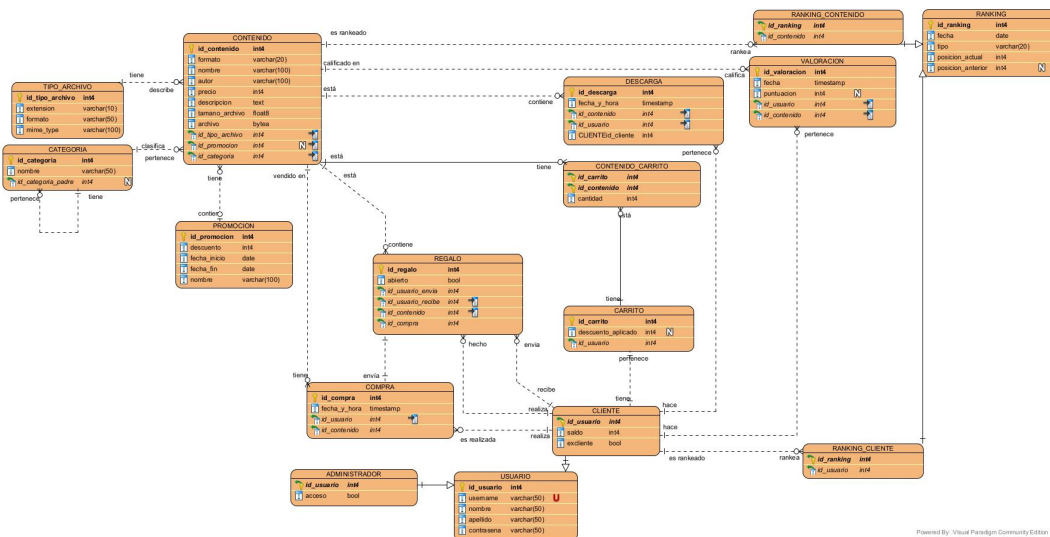 RANKING_CONTENIDO
id_ranking int4
id_contenido int4
RANKING
id_ranking int4
fecha date
tipo varchar(20)
posicion_actual int4
posicion_anterior int4 N
CONTENIDO
id_contenido int4
formato varchar(20)
nombre varchar(100)
autor varchar(100)
precio int4
descripcion text
tamano_archivo float8
archivo bytea
id_tipo_archivo int4
id_promocion int4 N
id_categoria int4
es rankeado
rankea
calificado en
califica
está
contiene
VALORACION
id_valoracion int4
fecha timestamp
puntuacion int4 N
id_usuario int4
id_contenido int4
pertenece
DESCARGA
id_descarga int4
fecha_y_hora timestamp
id_contenido int4
id_usuario int4
CLIENTEid_cliente int4
pertenece
tiene
describe
TIPO_ARCHIVO
id_tipo_archivo int4
extension varchar(10)
formato varchar(50)
mime_type varchar(100)
CATEGORIA
id_categoria int4
nombre varchar(50)
id_categoria_padre int4 N
clasifica
pertenece
pertenece
tiene
está
tiene
CONTENIDO_CARRITO
id_carrito int4
id_contenido int4
cantidad int4
está
tiene
vendido en
está
contiene
tiene
PROMOCION
id_promocion int4
descuento int4
fecha_inicio date
fecha_fin date
nombre varchar(100)
contiene
REGALO
id_regalo int4
abierto bool
id_usuario_envia int4
id_usuario_recibe int4
id_contenido int4
id_compra int4
hecho
envia
CARRITO
id_carrito int4
descuento_aplicado int4 N
id_usuario int4
pertenece
tiene
tiene
envía
COMPRA
id_compra int4
fecha_y_hora timestamp
id_usuario int4
id_contenido int4
es realizada
realiza
realiza
recibe
CLIENTE
id_usuario int4
saldo int4
excliente bool
hace
hace
es rankeado
rankea
RANKING_CLIENTE
id_ranking int4
id_usuario int4
ADMINISTRADOR
id_usuario int4
acceso bool
USUARIO
id_usuario int4
username varchar(50) U
nombre varchar(50)
apellido varchar(50)
contrasena varchar(50)
Powered By Visual Paradigm Community Edition